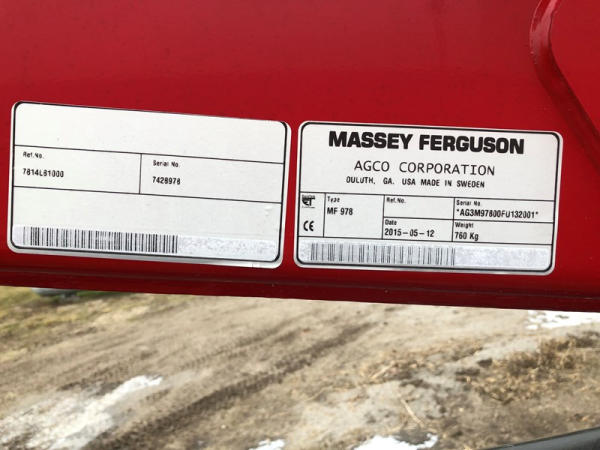 Ref.No.
7814L61000
Serial No.
7428976
MASSEY FERGUSON
AGCO CORPORATION
DULUTH, GA. USA MADE IN SWEDEN
CE
Type
MF 978
Ref.No.
Serial No.
*AG3M97800FU132001*
Date
2015-05-12
Weight
760 Kg